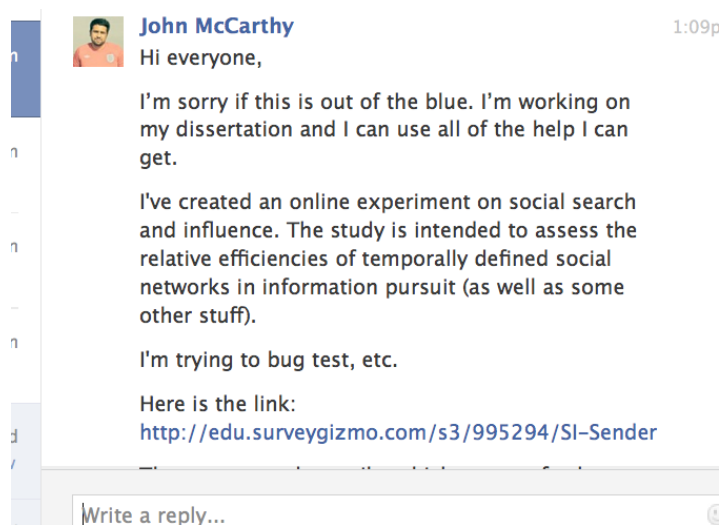 John McCarthy
1:09p
Hi everyone,
I’m sorry if this is out of the blue. I’m working on
my dissertation and I can use all of the help I can
get.
I've created an online experiment on social search
and influence. The study is intended to assess the
relative efficiencies of temporally defined social
networks in information pursuit (as well as some
other stuff).
I'm trying to bug test, etc.
Here is the link:
http://edu.surveygizmo.com/s3/995294/SI-Sender
Write a reply...